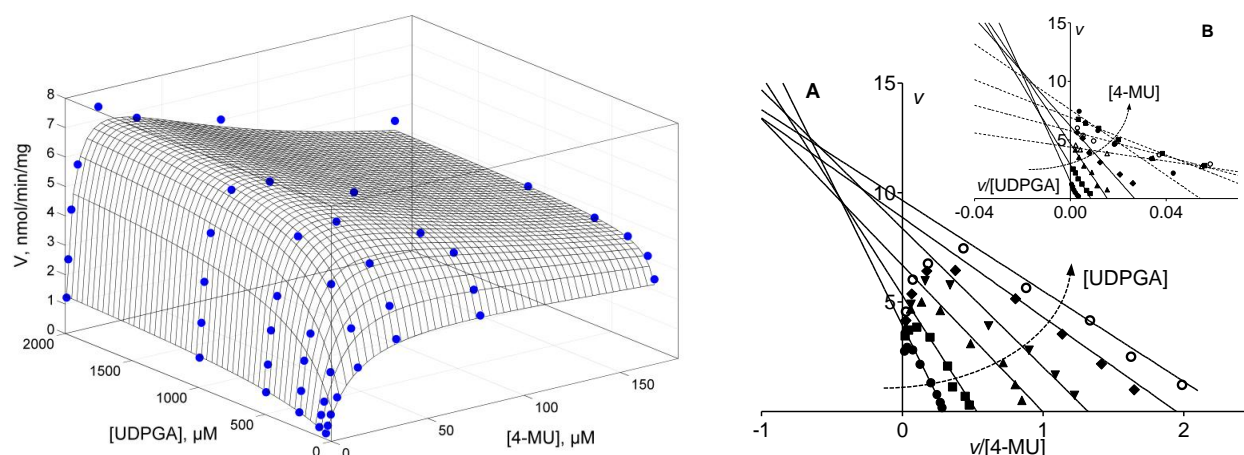 8
7
6
5
4
3
2
1
0
V, nmol/min/mg
2000
1500
1000
500
0
[UDPGA], µM
0
50
100
150
[4-MU], µM
A
15
v
10
5
[UDPGA]
-1
0
1
2
v/[4-MU]
B
15
v
10
5
[4-MU]
v/[UDPGA]
-0.04
0.00
0.04